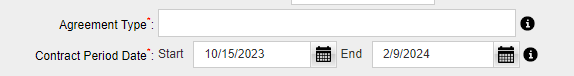 Agreement Type*:
Contract Period Date*: Start 10/15/2023 End 2/9/2024